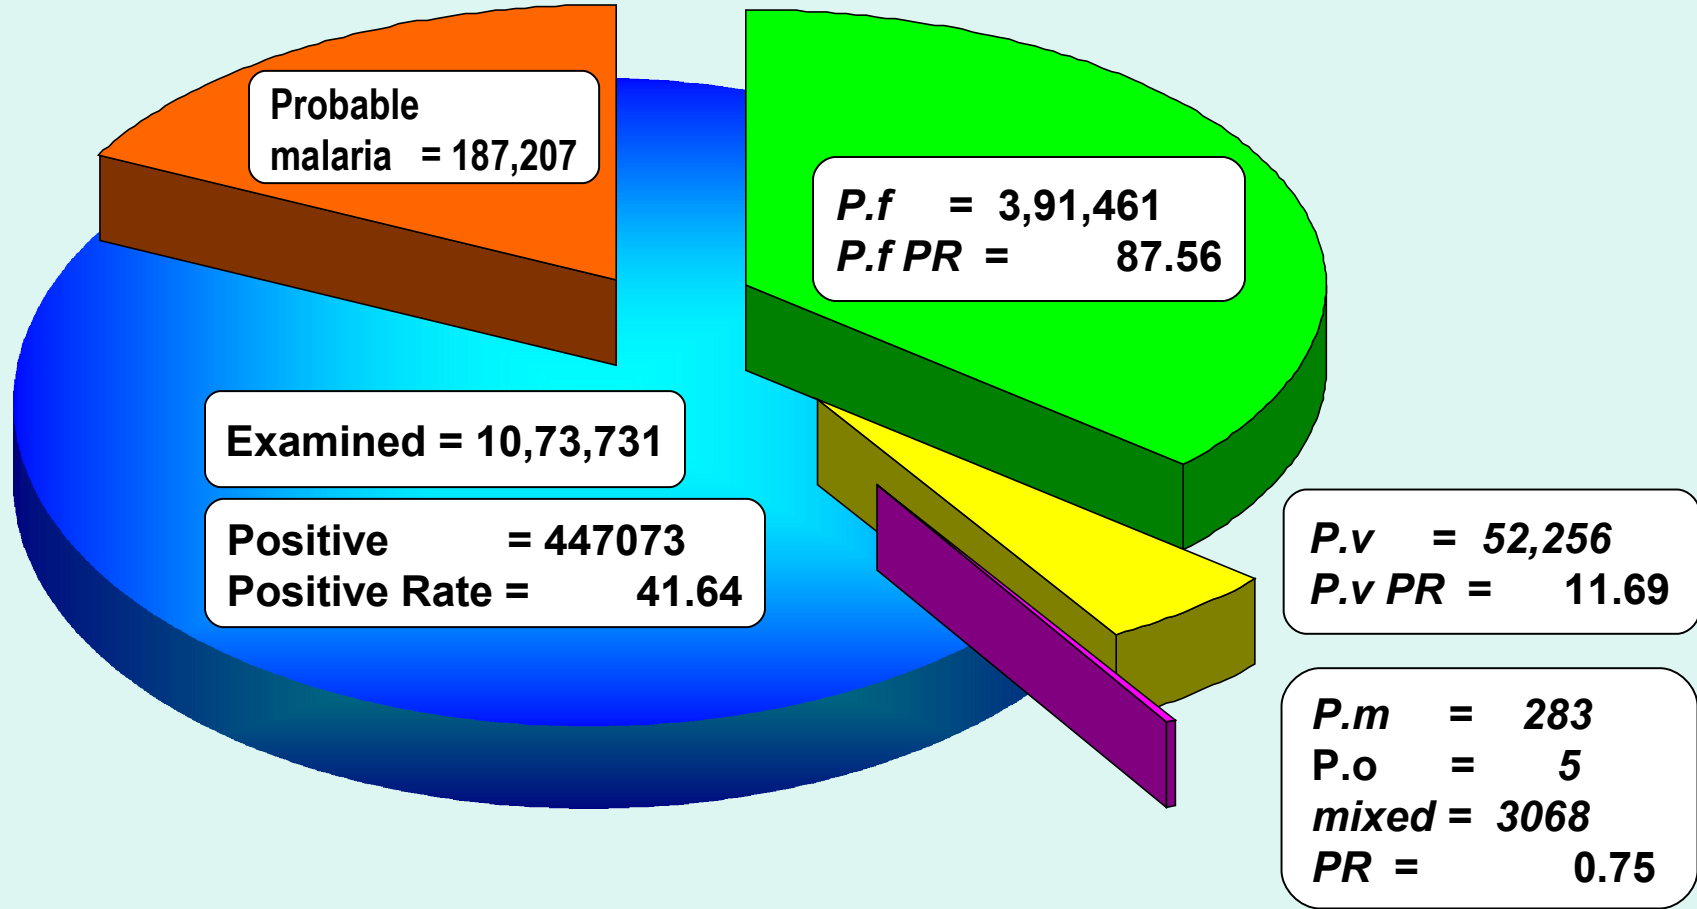 Probable
malaria = 187,207
P.f = 3,91,461
P.f PR = 87.56
Examined = 10,73,731
Positive = 447073
Positive Rate = 41.64
P.v = 52,256
P.v PR = 11.69
P.m = 283
P.o = 5
mixed = 3068
PR = 0.75